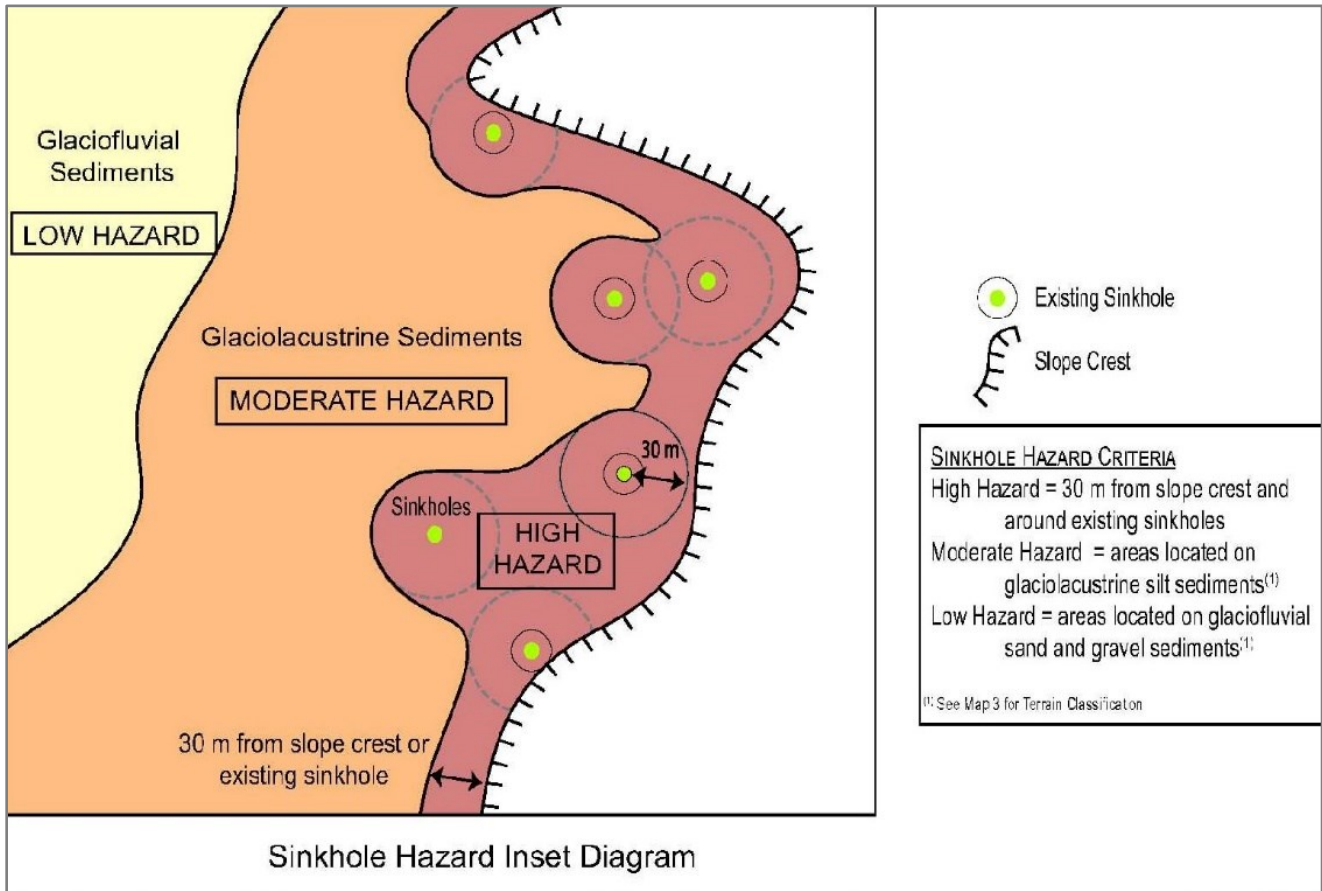 Glaciofluvial
Sediments
LOW HAZARD
Glaciolacustrine Sediments
MODERATE HAZARD
30 m
Sinkholes
HIGH
HAZARD
30 m from slope crest or
existing sinkhole
Existing Sinkhole
Slope Crest
SINKHOLE HAZARD CRITERIA
High Hazard = 30 m from slope crest and
around existing sinkholes
Moderate Hazard = areas located on
glaciolacustrine silt sediments(1)
Low Hazard = areas located on glaciofluvial
sand and gravel sediments(1)
(1) See Map 3 for Terrain Classification
Sinkhole Hazard Inset Diagram